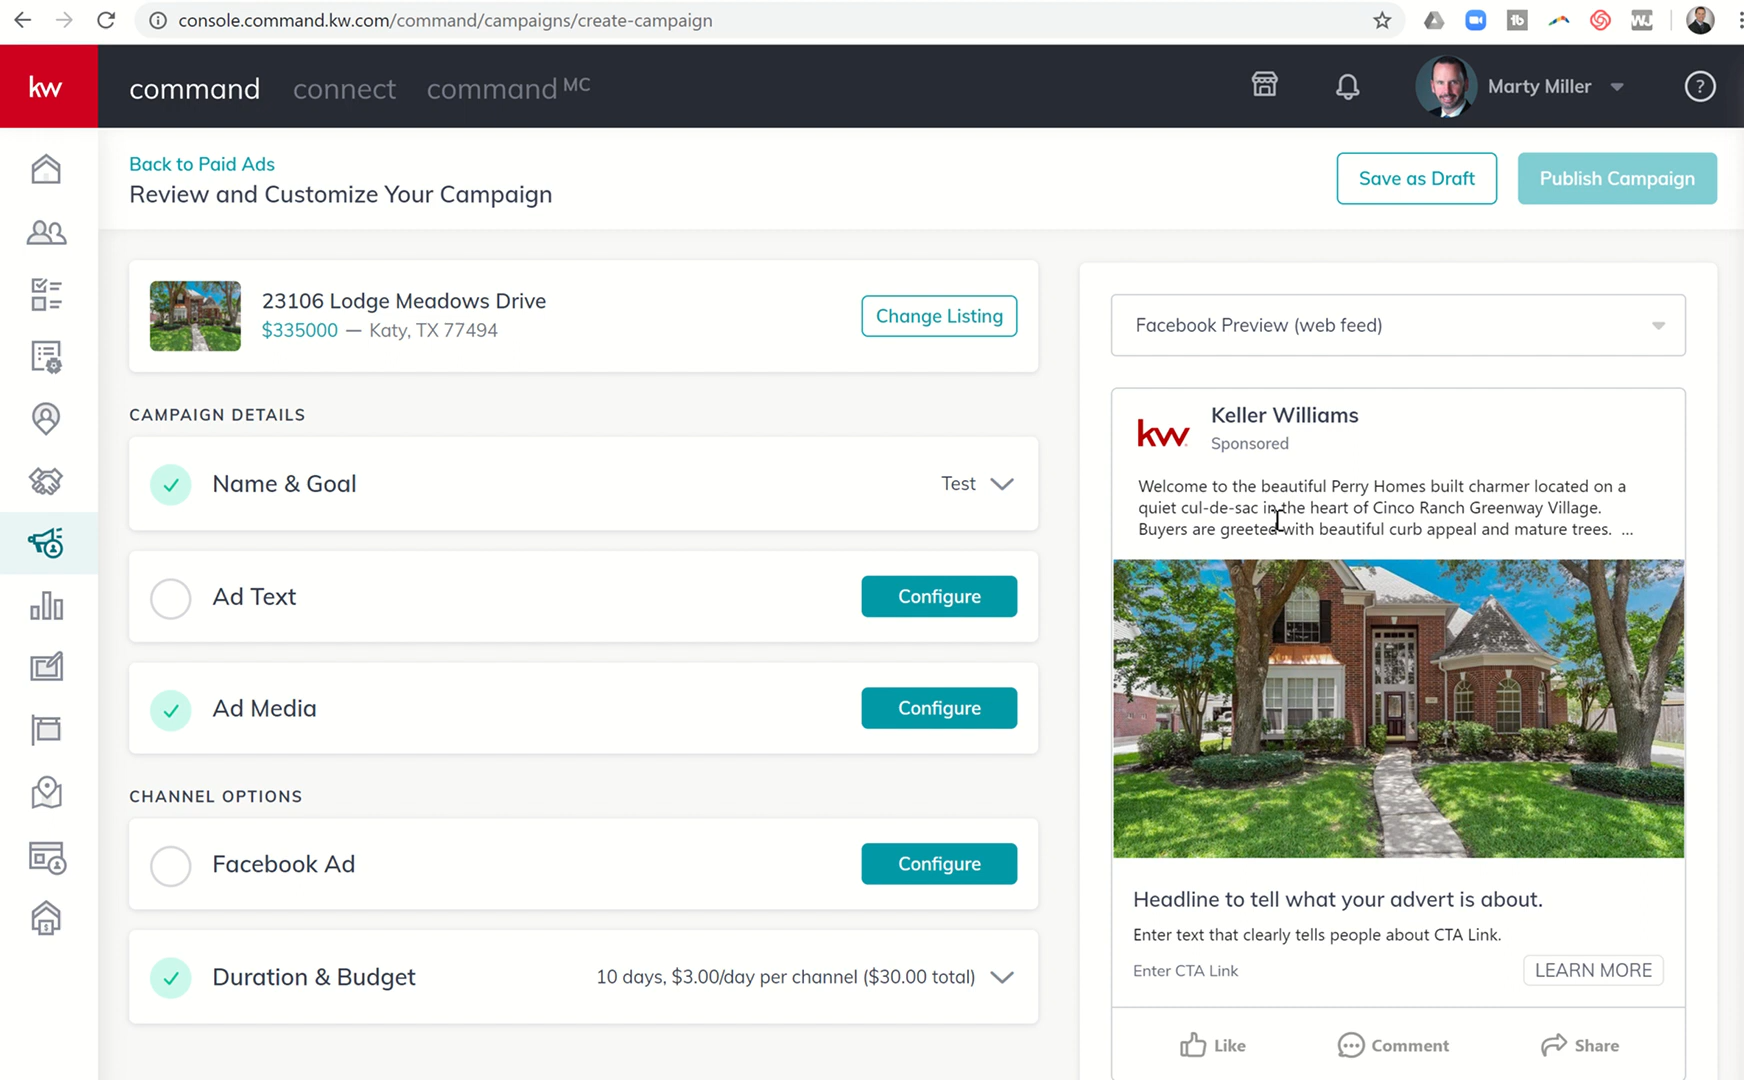 console.command.kw.com/command/campaigns/create-campaign
kw command connect command MC Marty Miller ?
Back to Paid Ads
Review and Customize Your Campaign
Save as Draft Publish Campaign
23106 Lodge Meadows Drive
$335000 — Katy, TX 77494
Change Listing
CAMPAIGN DETAILS
Name & Goal Test
Ad Text Configure
Ad Media Configure
CHANNEL OPTIONS
Facebook Ad Configure
Duration & Budget 10 days, $3.00/day per channel ($30.00 total)
Facebook Preview (web feed)
kw
Keller Williams
Sponsored
Welcome to the beautiful Perry Homes built charmer located on a
quiet cul-de-sac in the heart of Cinco Ranch Greenway Village.
Buyers are greeted with beautiful curb appeal and mature trees. ...
Headline to tell what your advert is about.
Enter text that clearly tells people about CTA Link.
Enter CTA Link LEARN MORE
Like Comment Share